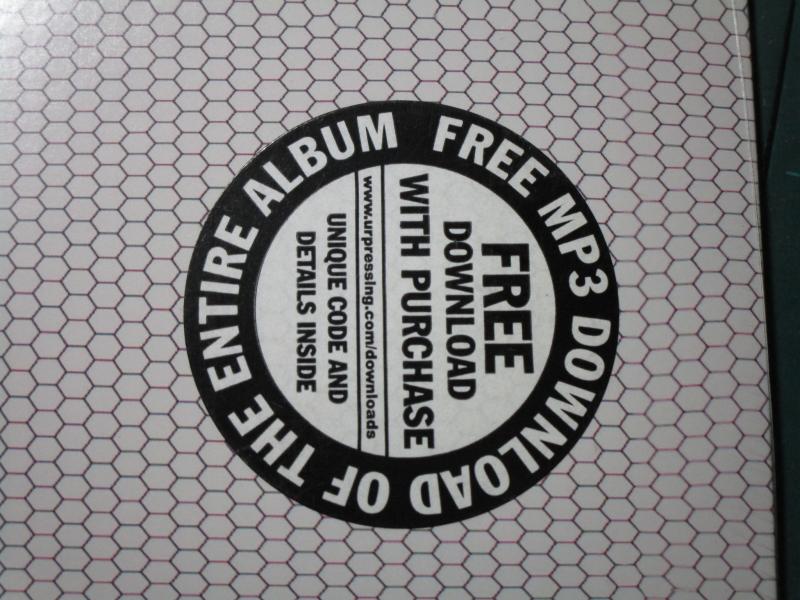 FREE MP3 DOWNLOAD OF THE ENTIRE ALBUM
FREE
DOWNLOAD
WITH PURCHASE
www.urpressing.com/downloads
UNIQUE CODE AND
DETAILS INSIDE